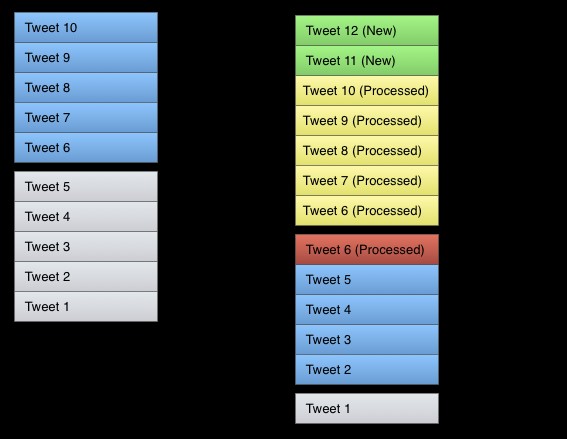 Tweet 10
Tweet 9
Tweet 8
Tweet 7
Tweet 6
Tweet 5
Tweet 4
Tweet 3
Tweet 2
Tweet 1
Tweet 12 (New)
Tweet 11 (New)
Tweet 10 (Processed)
Tweet 9 (Processed)
Tweet 8 (Processed)
Tweet 7 (Processed)
Tweet 6 (Processed)
Tweet 6 (Processed)
Tweet 5
Tweet 4
Tweet 3
Tweet 2
Tweet 1